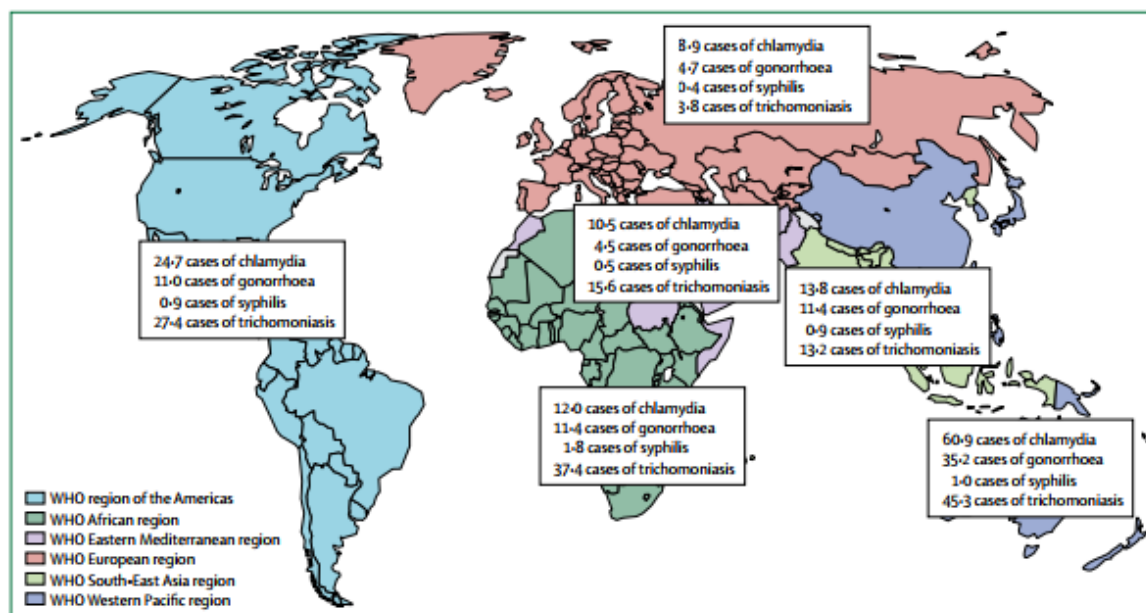 8·9 cases of chlamydia
4·7 cases of gonorrhoea
0·4 cases of syphilis
3·8 cases of trichomoniasis
10·5 cases of chlamydia
4·5 cases of gonorrhoea
0·5 cases of syphilis
15·6 cases of trichomoniasis
24·7 cases of chlamydia
11·0 cases of gonorrhoea
0·9 cases of syphilis
27·4 cases of trichomoniasis
13·8 cases of chlamydia
11·4 cases of gonorrhoea
0·9 cases of syphilis
13·2 cases of trichomoniasis
12·0 cases of chlamydia
11·4 cases of gonorrhoea
1·8 cases of syphilis
37·4 cases of trichomoniasis
60·9 cases of chlamydia
35·2 cases of gonorrhoea
1·0 cases of syphilis
45·3 cases of trichomoniasis
WHO region of the Americas
WHO African region
WHO Eastern Mediterranean region
WHO European region
WHO South-East Asia region
WHO Western Pacific region